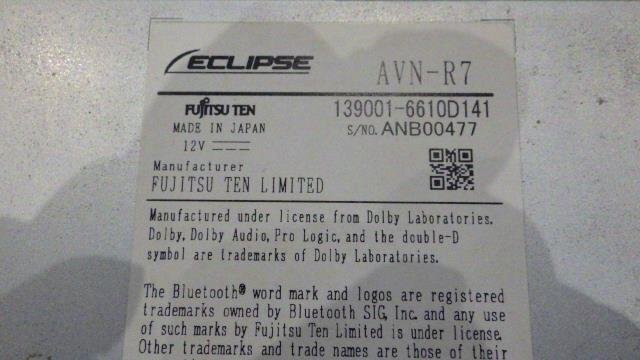 ECLIPSE AVN-R7
FUJITSU TEN 139001-6610D141
MADE IN JAPAN S/NO. ANB00477
12V
Manufacturer
FUJITSU TEN LIMITED
Manufactured under license from Dolby Laboratories.
Dolby, Dolby Audio, Pro Logic, and the double-D
symbol are trademarks of Dolby Laboratories.
The Bluetooth® word mark and logos are registered
trademarks owned by Bluetooth SIG, Inc. and any use
of such marks by Fujitsu Ten Limited is under license.
Other trademarks and trade names are those of their